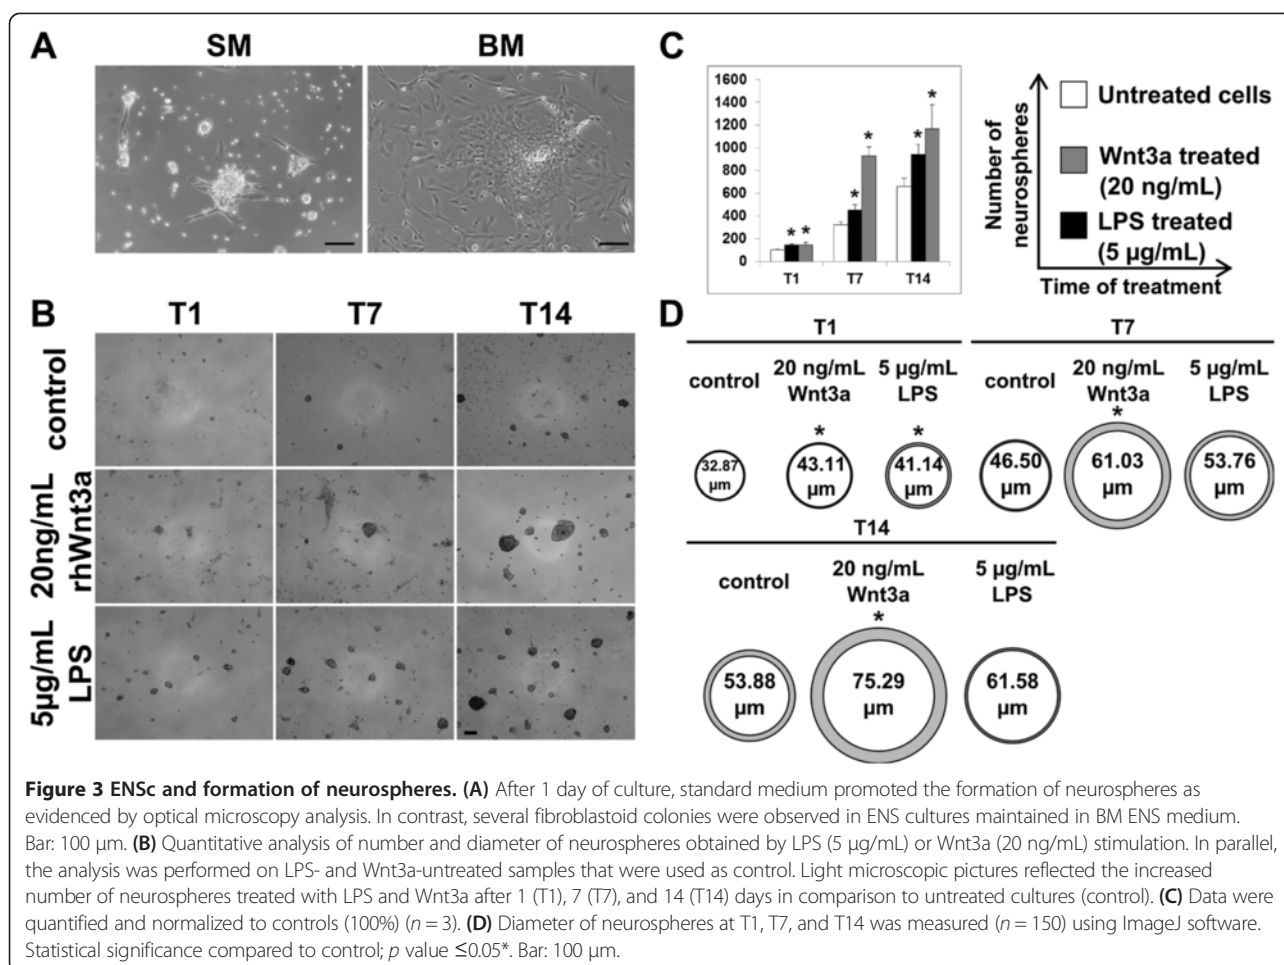 A
SM
BM
C
1600
1400
1200
1000
800
600
400
200
0
* *
* *
* *
T1
T7
T14
Number of
neurospheres
Time of treatment
Untreated cells
Wnt3a treated
(20 ng/mL)
LPS treated
(5 µg/mL)
B
T1
T7
T14
control
20ng/mL
rhWnt3a
5µg/mL
LPS
D
T1
control
20 ng/mL
Wnt3a
5 µg/mL
LPS
*
*
32.87
µm
43.11
µm
41.14
µm
T7
control
20 ng/mL
Wnt3a
5 µg/mL
LPS
*
46.50
µm
61.03
µm
53.76
µm
T14
control
20 ng/mL
Wnt3a
5 µg/mL
LPS
*
53.88
µm
75.29
µm
61.58
µm
Figure 3 ENSc and formation of neurospheres. (A) After 1 day of culture, standard medium promoted the formation of neurospheres as
evidenced by optical microscopy analysis. In contrast, several fibroblastoid colonies were observed in ENS cultures maintained in BM ENS medium.
Bar: 100 µm. (B) Quantitative analysis of number and diameter of neurospheres obtained by LPS (5 µg/mL) or Wnt3a (20 ng/mL) stimulation. In parallel,
the analysis was performed on LPS- and Wnt3a-untreated samples that were used as control. Light microscopic pictures reflected the increased
number of neurospheres treated with LPS and Wnt3a after 1 (T1), 7 (T7), and 14 (T14) days in comparison to untreated cultures (control). (C) Data were
quantified and normalized to controls (100%) (n = 3). (D) Diameter of neurospheres at T1, T7, and T14 was measured (n = 150) using ImageJ software.
Statistical significance compared to control; p value ≤0.05*. Bar: 100 µm.